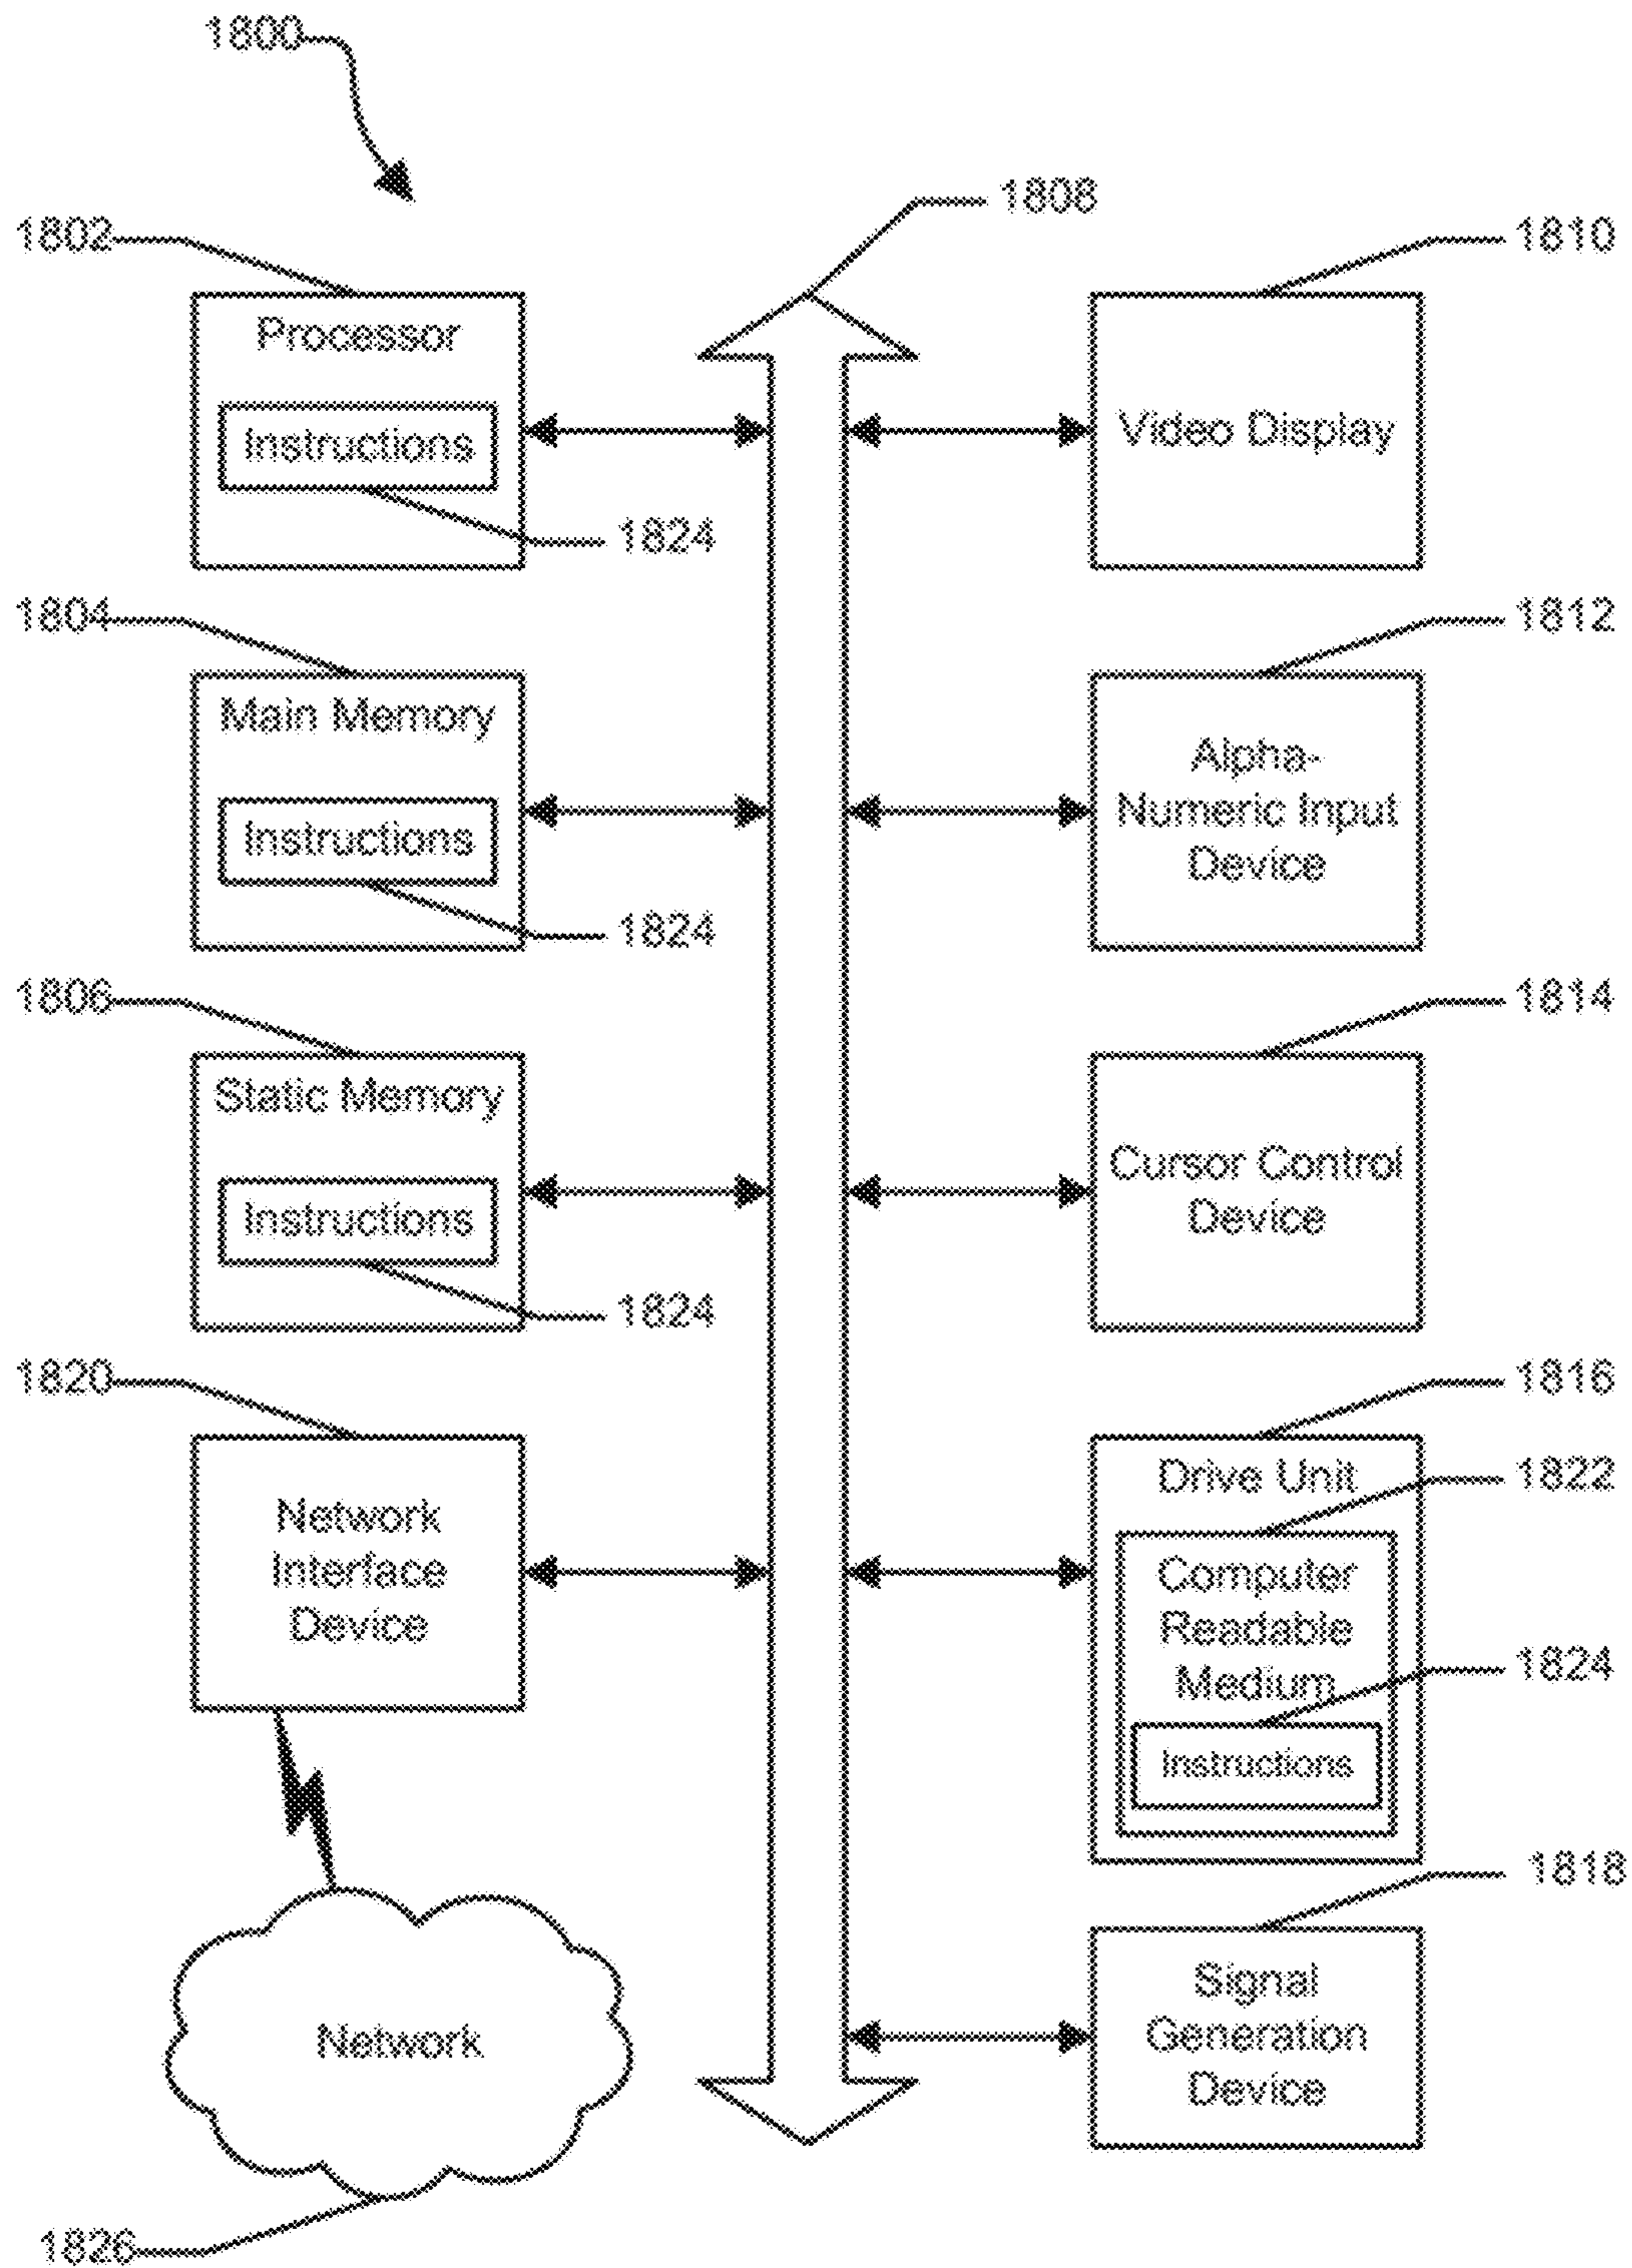 1800
1808
1802
1810
Processor
Instructions
1824
Video Display
1804
1812
Main Memory
Instructions
1824
Alpha-
Numeric Input
Device
1806
1814
Static Memory
Instructions
1824
Cursor Control
Device
1820
1816
Network
Interface
Device
Drive Unit
1822
Computer
Readable
Medium
1824
Instructions
1818
Signal
Generation
Device
Network
1826